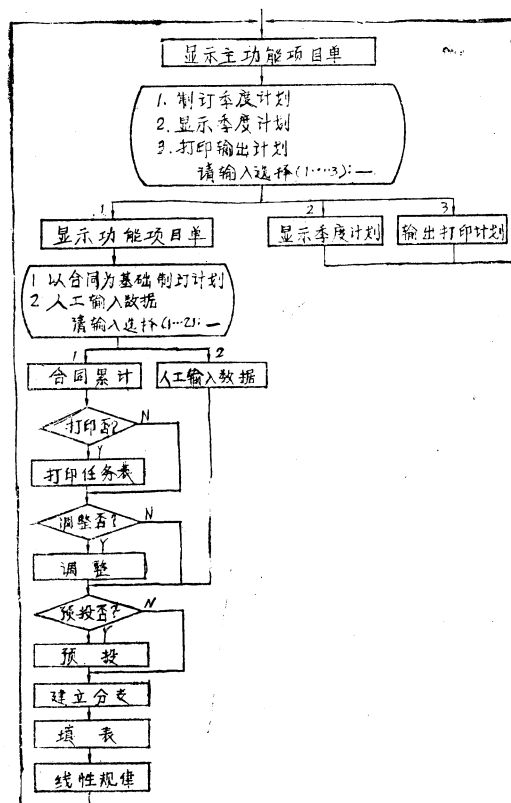 显示主功能项目单
1. 制订季度计划
2. 显示季度计划
3. 打印输出计划
请输入选择(1…3):—
1
2
3
显示功能项目单
显示季度计划
输出打印计划
1 以合同为基础制订计划
2 人工输入数据
请输入选择(1…2):—
1
2
合同累计
人工输入数据
打印否?
N
Y
打印任务表
调整否?
N
Y
调整
预投否?
N
Y
预投
建立分支
填表
线性规律